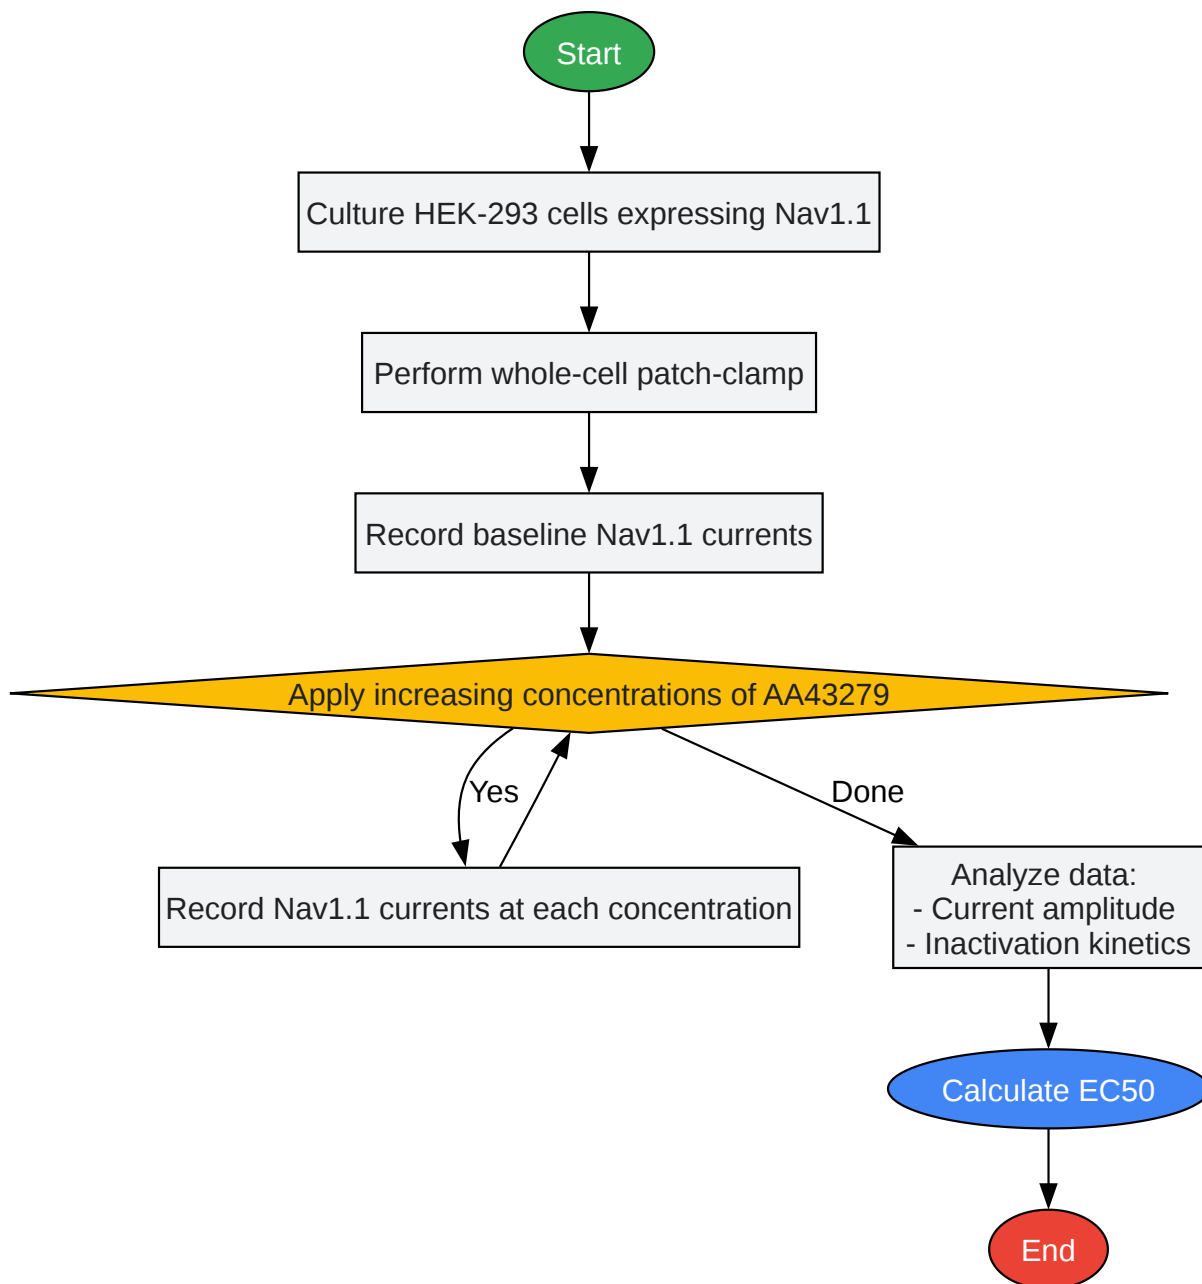 Start
Culture HEK-293 cells expressing Nav1.1
Perform whole-cell patch-clamp
Record baseline Nav1.1 currents
Apply increasing concentrations of AA43279
Yes
Done
Record Nav1.1 currents at each concentration
Analyze data:
- Current amplitude
- Inactivation kinetics
Calculate EC50
End